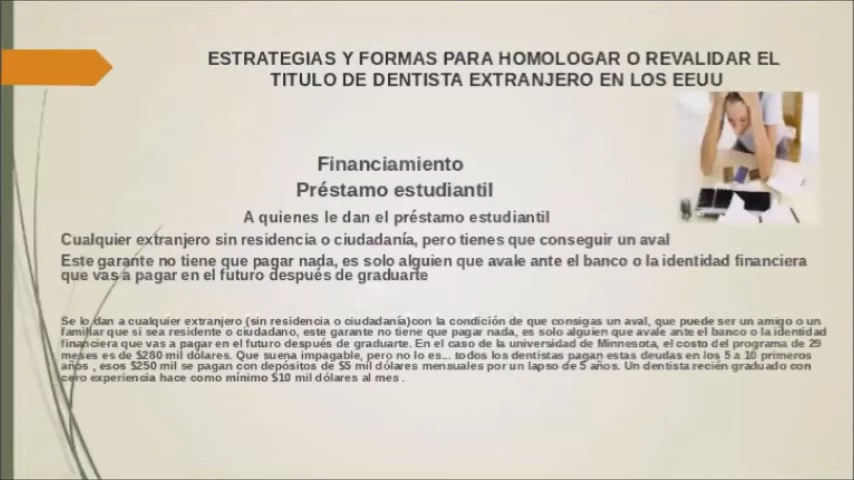 ESTRATEGIAS Y FORMAS PARA HOMOLOGAR O REVALIDAR EL
TITULO DE DENTISTA EXTRANJERO EN LOS EEUU
Financiamiento
Préstamo estudiantil
A quienes le dan el préstamo estudiantil
Cualquier extranjero sin residencia o ciudadanía, pero tienes que conseguir un aval
Este garante no tiene que pagar nada, es solo alguien que avale ante el banco o la identidad financiera
que vas a pagar en el futuro después de graduarte
Se lo dan a cualquier extranjero (sin residencia o ciudadanía)con la condición de que consigas un aval, que puede ser un amigo o un
familiar que si sea residente o ciudadano, este garante no tiene que pagar nada, es solo alguien que avale ante el banco o la identidad
financiera que vas a pagar en el futuro después de graduarte. En el caso de la universidad de Minnesota, el costo del programa de 29
meses es de $280 mil dólares. Que suena impagable, pero no lo es... todos los dentistas pagan estas deudas en los 5 a 10 primeros
años , esos $250 mil se pagan con depósitos de $5 mil dólares mensuales por un lapso de 5 años. Un dentista recién graduado con
cero experiencia hace como mínimo $10 mil dólares al mes .